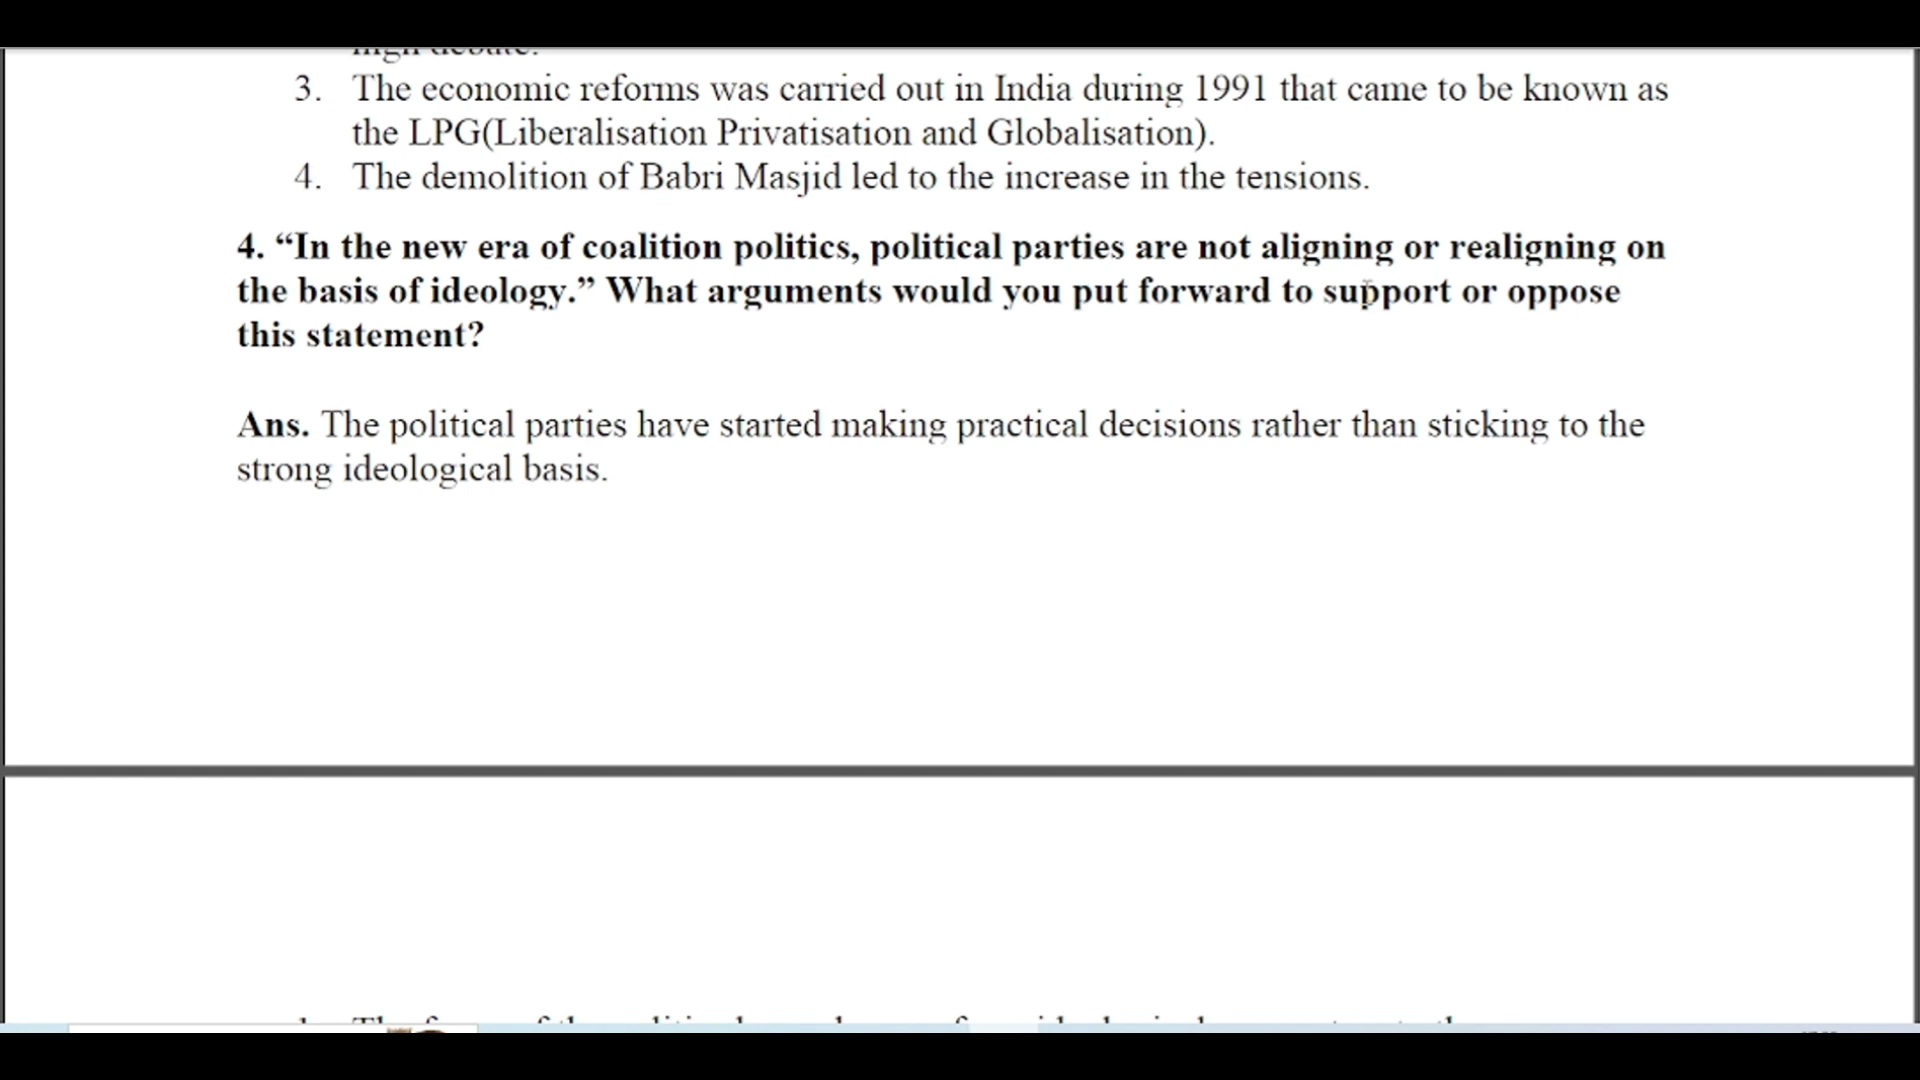 high debate.
3. The economic reforms was carried out in India during 1991 that came to be known as
the LPG(Liberalisation Privatisation and Globalisation).
4. The demolition of Babri Masjid led to the increase in the tensions.
4. “In the new era of coalition politics, political parties are not aligning or realigning on
the basis of ideology.” What arguments would you put forward to support or oppose
this statement?
Ans. The political parties have started making practical decisions rather than sticking to the
strong ideological basis.